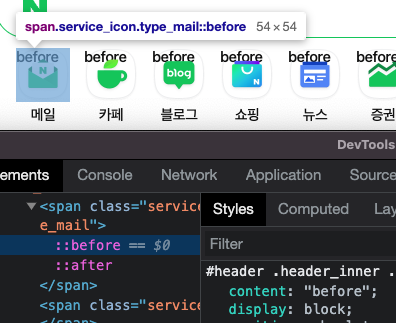 span.service_icon.type_mail::before 54×54
before before before before before before
N
blog
메일 카페 블로그 쇼핑 뉴스 증권
DevTools
ements Console Network Application Source
<span class="service
e_mail">
::before == $0
::after
</span>
<span class="service
</span>
Styles Computed Lay
Filter
#header .header_inner .
content: "before";
display: block;